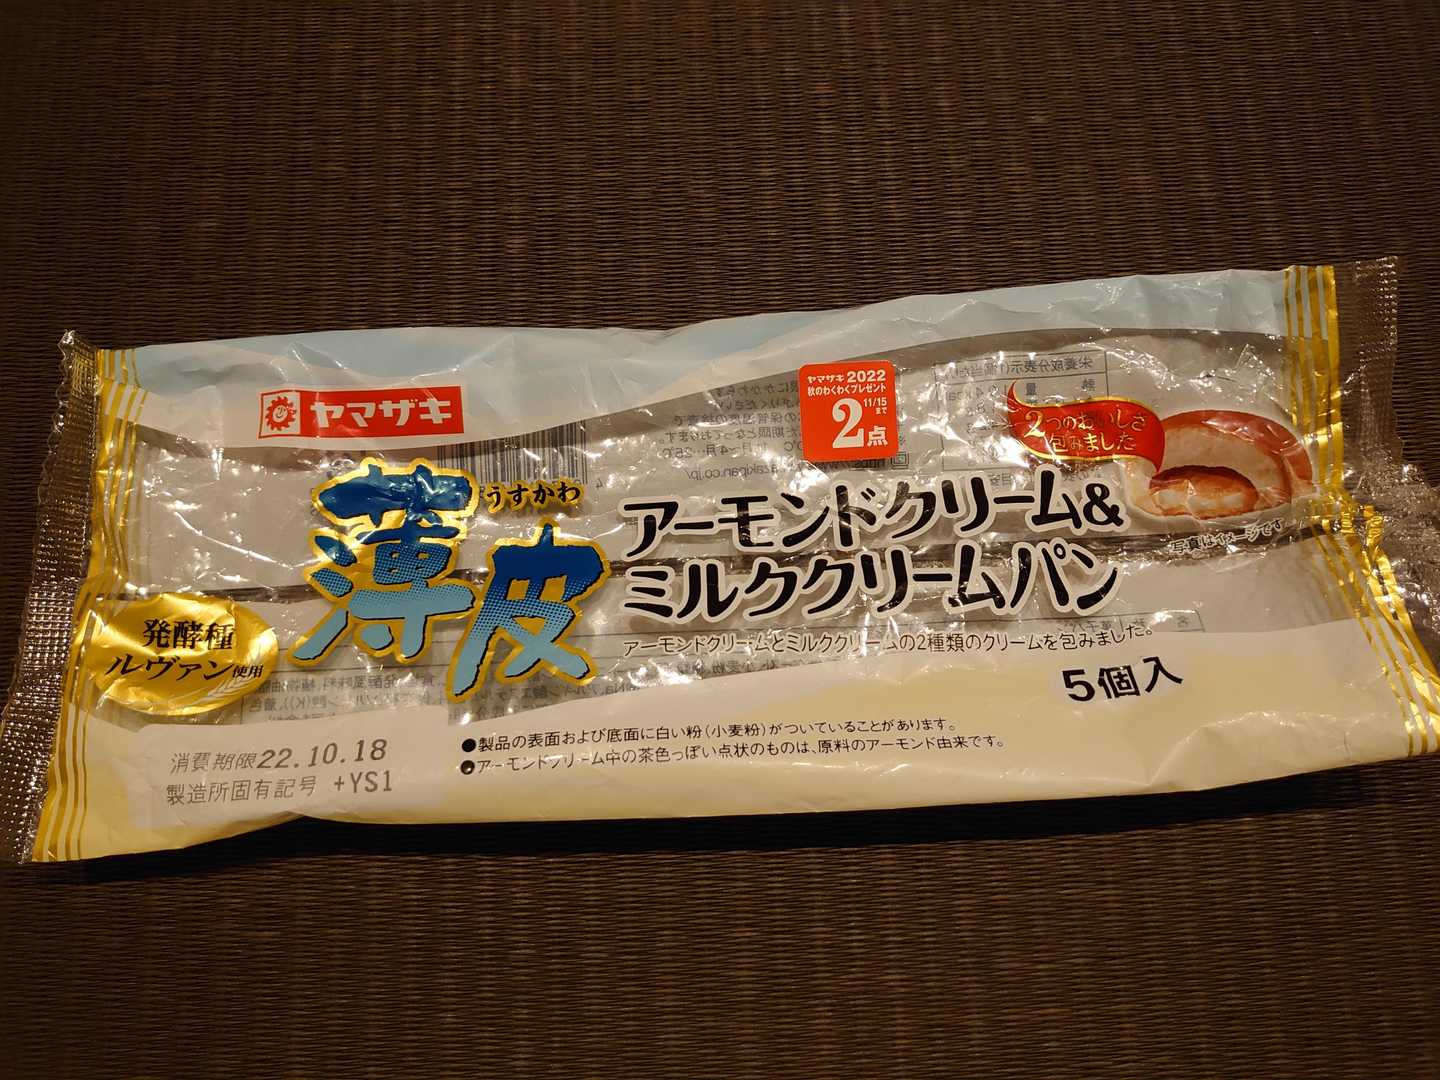 ヤマザキ
ヤマザキ2022
秋のわくわくプレゼント
11/15
まで
2点
2つのおいしさ
包みました
うすかわ
薄皮
アーモンドクリーム&
ミルククリームパン
写真はイメージです
アーモンドクリームとミルククリームの2種類のクリームを包みました。
5個入
発酵種
ルヴァン使用
消費期限22.10.18
製造所固有記号 +YS1
●製品の表面および底面に白い粉(小麦粉)がついていることがあります。
●アーモンドクリーム中の茶色っぽい点状のものは、原料のアーモンド由来です。